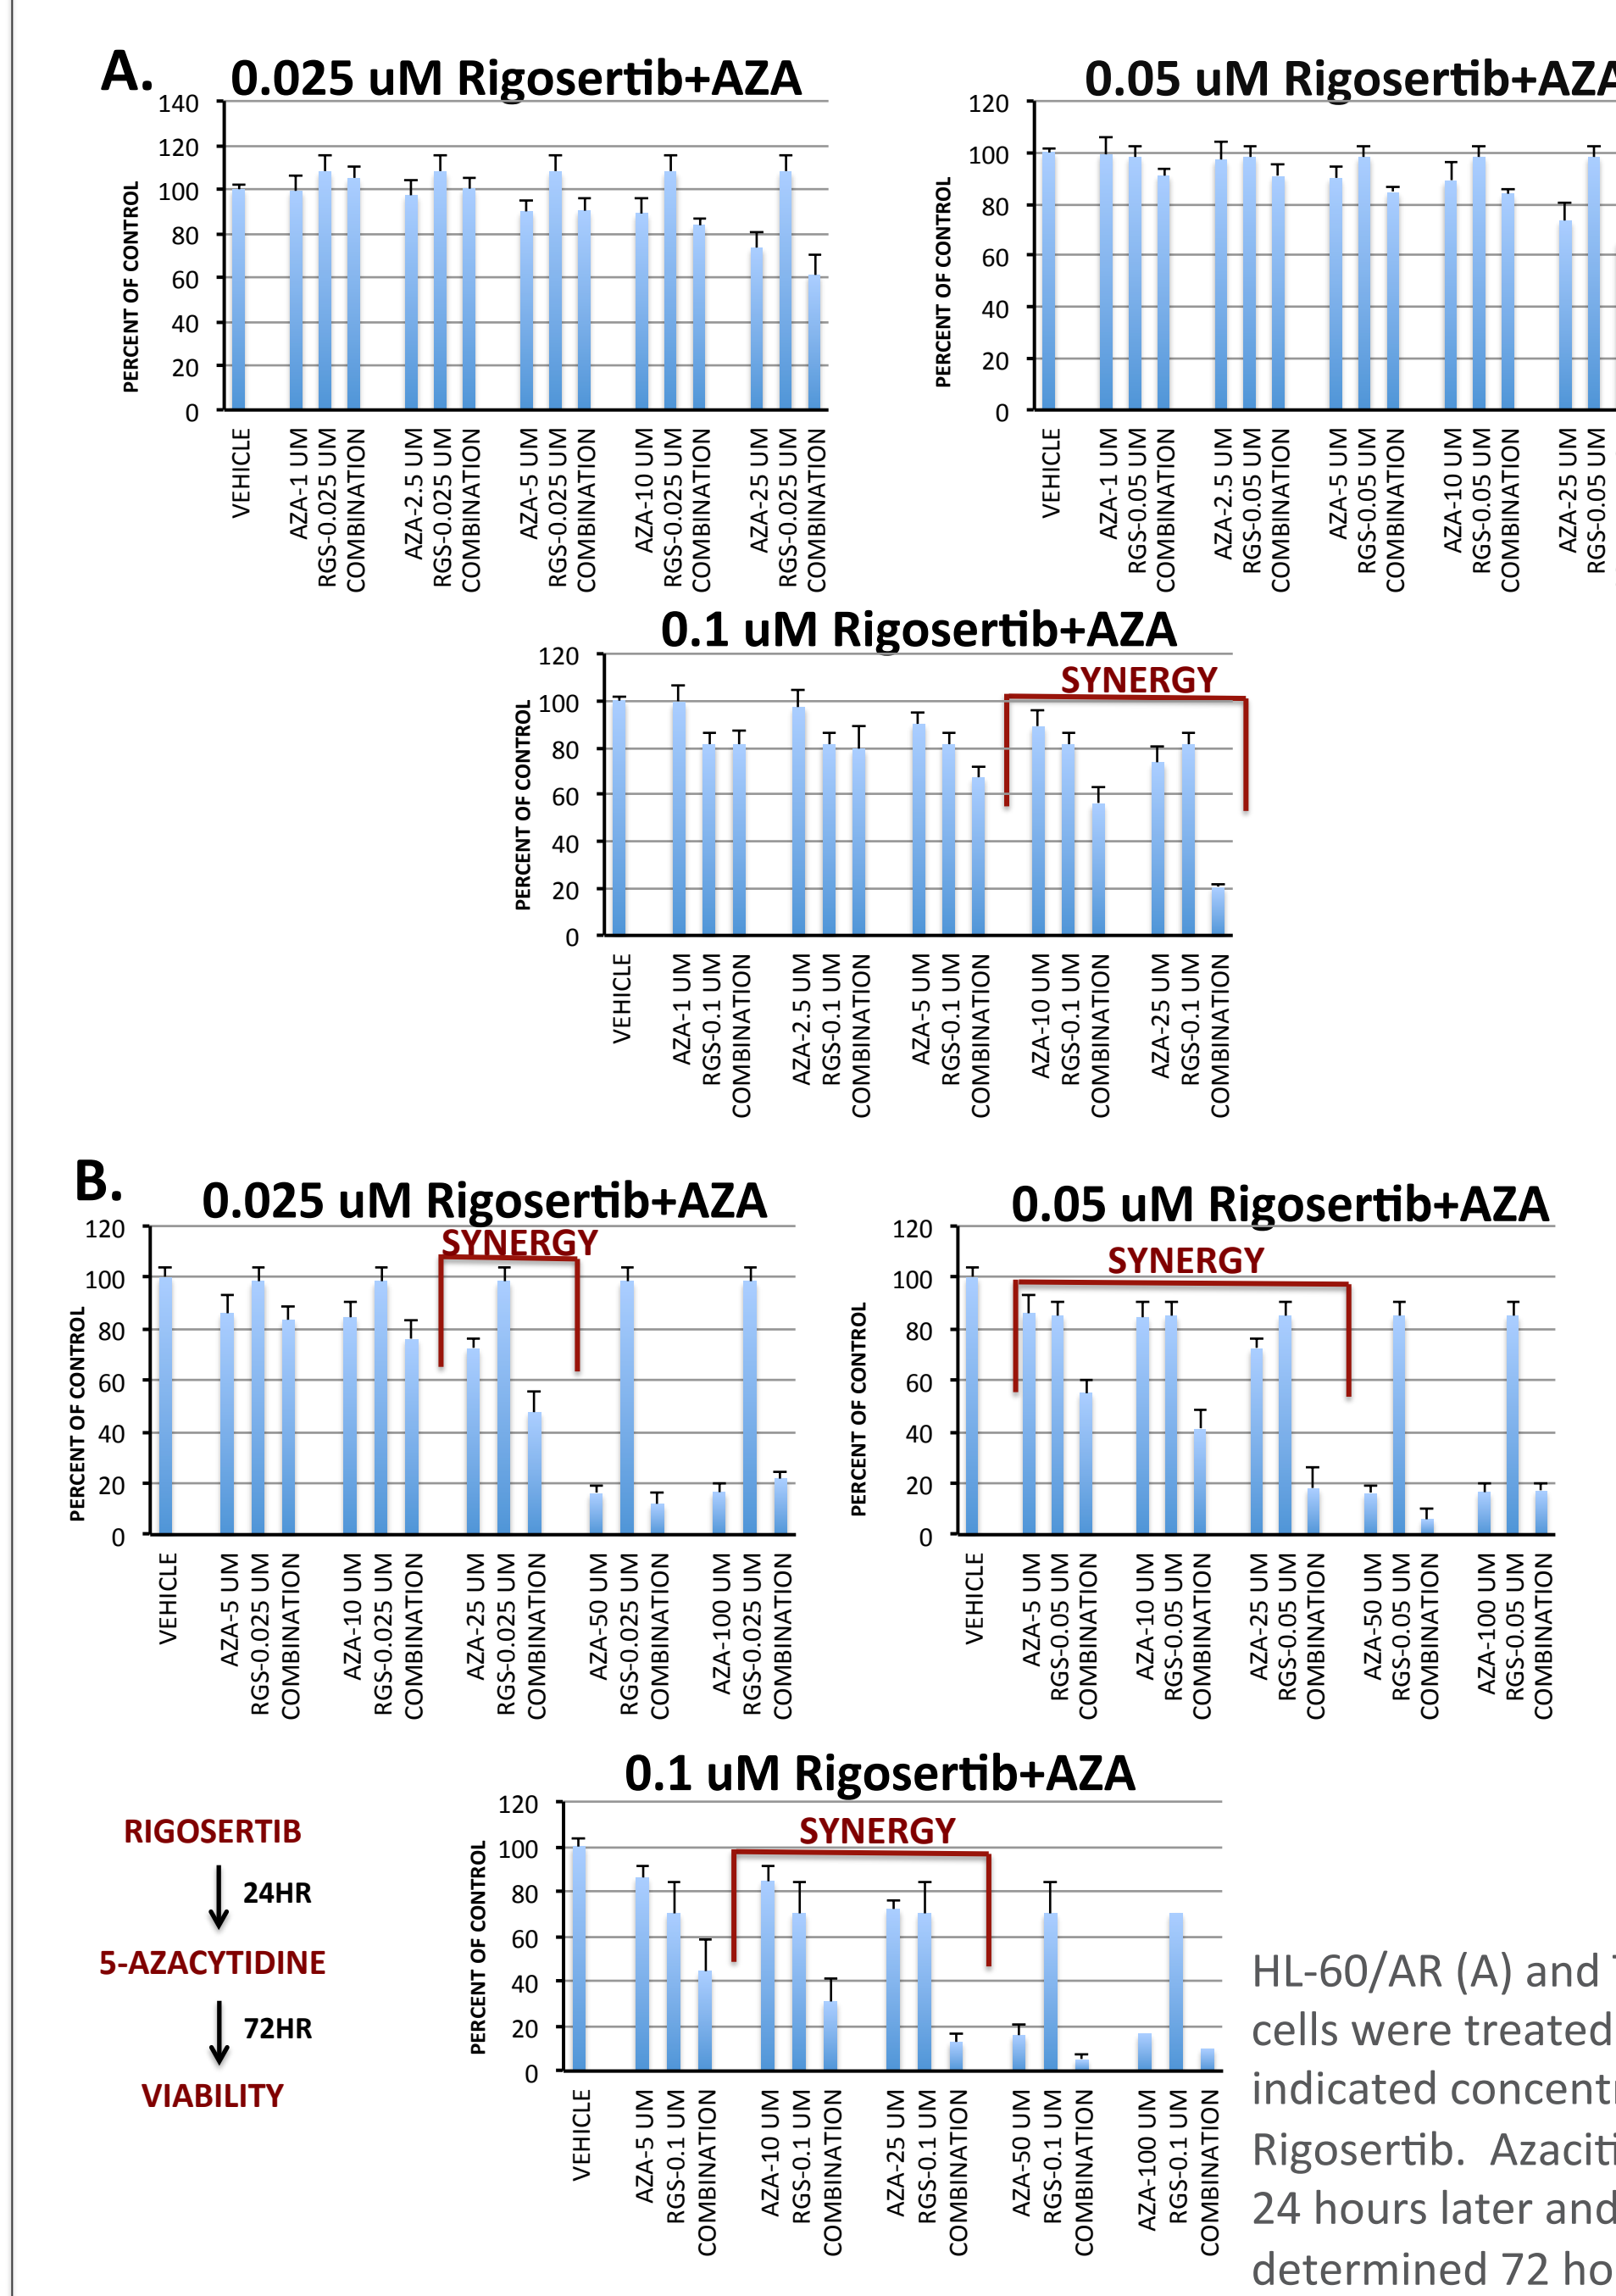 A.
0.025 uM Rigosertib+AZA
PERCENT OF CONTROL
140
120
100
80
60
40
20
0
VEHICLE
AZA-1 UM
RGS-0.025 UM
COMBINATION
AZA-2.5 UM
RGS-0.025 UM
COMBINATION
AZA-5 UM
RGS-0.025 UM
COMBINATION
AZA-10 UM
RGS-0.025 UM
COMBINATION
AZA-25 UM
RGS-0.025 UM
COMBINATION
0.05 uM Rigosertib+AZA
PERCENT OF CONTROL
120
100
80
60
40
20
0
VEHICLE
AZA-1 UM
RGS-0.05 UM
COMBINATION
AZA-2.5 UM
RGS-0.05 UM
COMBINATION
AZA-5 UM
RGS-0.05 UM
COMBINATION
AZA-10 UM
RGS-0.05 UM
COMBINATION
AZA-25 UM
RGS-0.05 UM
0.1 uM Rigosertib+AZA
SYNERGY
PERCENT OF CONTROL
120
100
80
60
40
20
0
VEHICLE
AZA-1 UM
RGS-0.1 UM
COMBINATION
AZA-2.5 UM
RGS-0.1 UM
COMBINATION
AZA-5 UM
RGS-0.1 UM
COMBINATION
AZA-10 UM
RGS-0.1 UM
COMBINATION
AZA-25 UM
RGS-0.1 UM
COMBINATION
B.
0.025 uM Rigosertib+AZA
SYNERGY
PERCENT OF CONTROL
120
100
80
60
40
20
0
VEHICLE
AZA-5 UM
RGS-0.025 UM
COMBINATION
AZA-10 UM
RGS-0.025 UM
COMBINATION
AZA-25 UM
RGS-0.025 UM
COMBINATION
AZA-50 UM
RGS-0.025 UM
COMBINATION
AZA-100 UM
RGS-0.025 UM
COMBINATION
0.05 uM Rigosertib+AZA
SYNERGY
PERCENT OF CONTROL
120
100
80
60
40
20
0
VEHICLE
AZA-5 UM
RGS-0.05 UM
COMBINATION
AZA-10 UM
RGS-0.05 UM
COMBINATION
AZA-25 UM
RGS-0.05 UM
COMBINATION
AZA-50 UM
RGS-0.05 UM
COMBINATION
AZA-100 UM
RGS-0.05 UM
COMBINATION
RIGOSERTIB
24HR
5-AZACYTIDINE
72HR
VIABILITY
0.1 uM Rigosertib+AZA
SYNERGY
PERCENT OF CONTROL
120
100
80
60
40
20
0
VEHICLE
AZA-5 UM
RGS-0.1 UM
COMBINATION
AZA-10 UM
RGS-0.1 UM
COMBINATION
AZA-25 UM
RGS-0.1 UM
COMBINATION
AZA-50 UM
RGS-0.1 UM
COMBINATION
AZA-100 UM
RGS-0.1 UM
COMBINATION
HL-60/AR (A) and
cells were treated
indicated
Rigosertib.
24 hours later and
determined 72